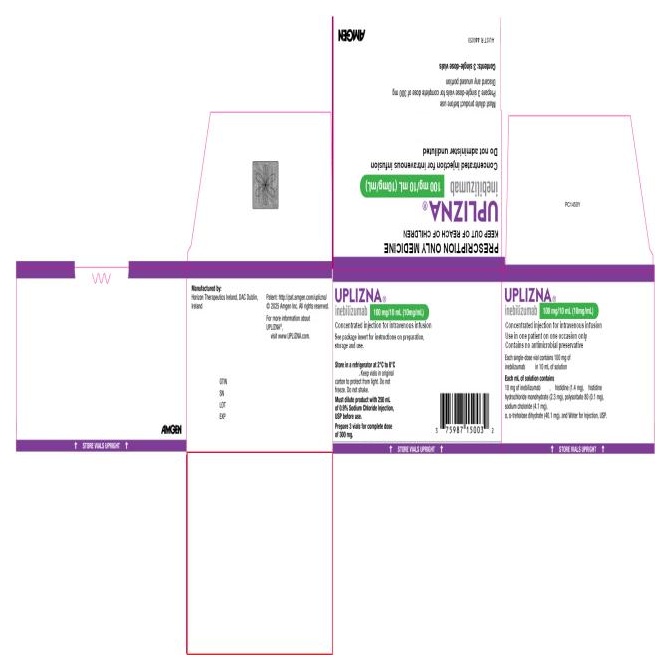 AMGEN
AUST R 440053
Contents: 3 single-dose vials
Discard any unused portion
Prepare 3 single-dose vials for complete dose of 300 mg
Must dilute product before use
Do not administer undiluted
Concentrated injection for intravenous infusion
inebilizumab 100 mg/10 mL (10mg/mL)
UPLIZNA®
KEEP OUT OF REACH OF CHILDREN
PRESCRIPTION ONLY MEDICINE
Manufactured by:
Horizon Therapeutics Ireland, DAC Dublin,
Ireland
Patent: http://pat.amgen.com/uplizna/
© 2025 Amgen Inc. All rights reserved.
For more information about
UPLIZNA®,
visit www.UPLIZNA.com.
GTIN
SN
LOT
EXP
AMGEN
↑ STORE VIALS UPRIGHT ↑
UPLIZNA®
inebilizumab 100 mg/10 mL (10mg/mL)
Concentrated injection for intravenous infusion
See package insert for instructions on preparation,
storage and use.
Store in a refrigerator at 2°C to 8°C
. Keep vials in original
carton to protect from light. Do not
freeze. Do not shake.
Must dilute product with 250 mL
of 0.9% Sodium Chloride Injection,
USP before use.
Prepare 3 vials for complete dose
of 300 mg.
3 75987 15003 2
↑ STORE VIALS UPRIGHT ↑
UPLIZNA®
inebilizumab 100 mg/10 mL (10mg/mL)
Concentrated injection for intravenous infusion
Use in one patient on one occasion only
Contains no antimicrobial preservative
Each single-dose vial contains 100 mg of
inebilizumab in 10 mL of solution
Each mL of solution contains
10 mg of inebilizumab , histidine (1.4 mg), histidine
hydrochloride monohydrate (2.3 mg), polysorbate 80 (0.1 mg),
sodium chloride (4.1 mg),
α, α-trehalose dihydrate (40.1 mg), and Water for Injection, USP.
↑ STORE VIALS UPRIGHT ↑